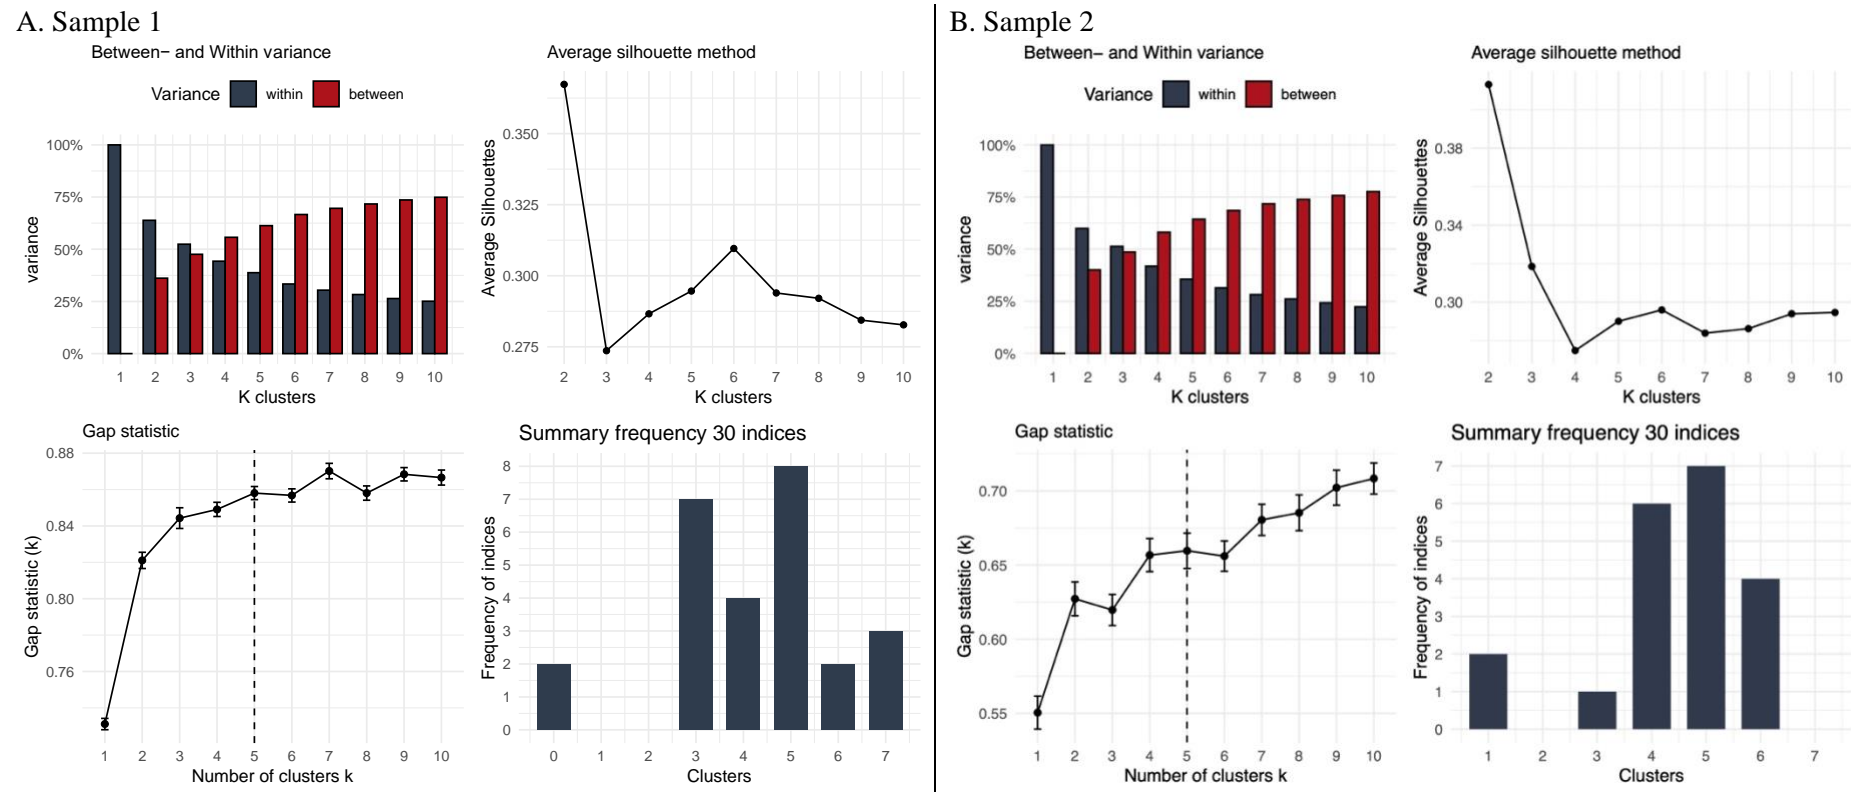 A. Sample 1
Between− and Within variance
Variance within between
variance
100%
75%
50%
25%
0%
1 2 3 4 5 6 7 8 9 10
K clusters
Average silhouette method
Average Silhouettes
0.350
0.325
0.300
0.275
2 3 4 5 6 7 8 9 10
K clusters
Gap statistic
Gap statistic (k)
0.88
0.84
0.80
0.76
1 2 3 4 5 6 7 8 9 10
Number of clusters k
Summary frequency 30 indices
Frequency of indices
8
7
6
5
4
3
2
1
0
0 1 2 3 4 5 6 7
Clusters
B. Sample 2
Between− and Within variance
Variance within between
variance
100%
75%
50%
25%
0%
1 2 3 4 5 6 7 8 9 10
K clusters
Average silhouette method
Average Silhouettes
0.38
0.34
0.30
2 3 4 5 6 7 8 9 10
K clusters
Gap statistic
Gap statistic (k)
0.70
0.65
0.60
0.55
1 2 3 4 5 6 7 8 9 10
Number of clusters k
Summary frequency 30 indices
Frequency of indices
7
6
5
4
3
2
1
0
1 2 3 4 5 6 7
Clusters